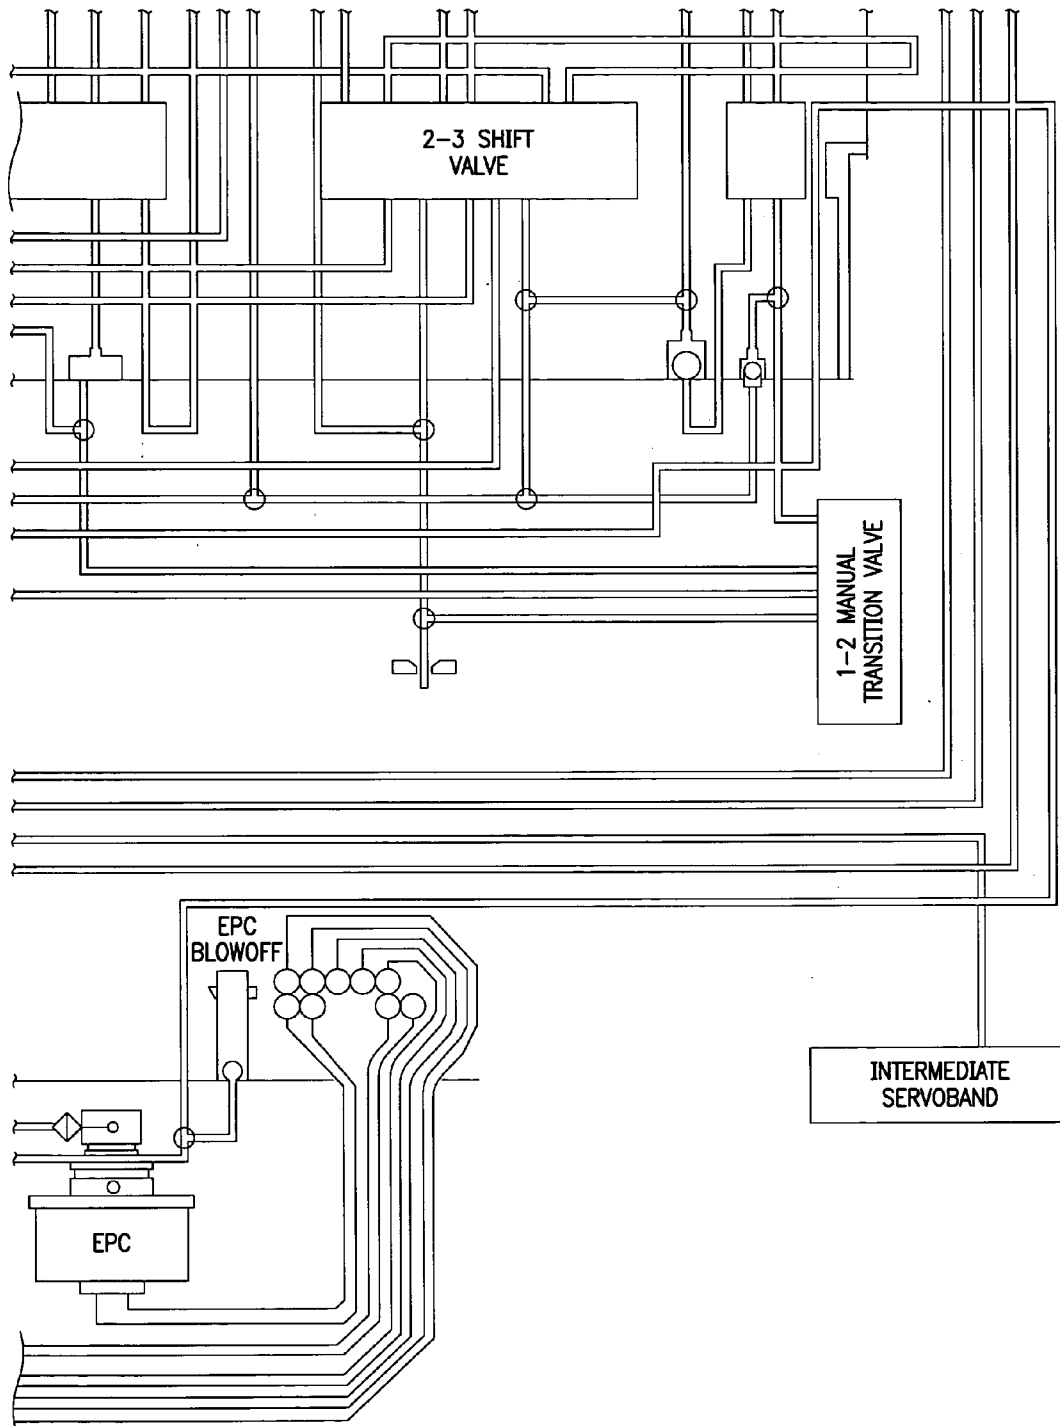 2-3 SHIFT
VALVE
1-2 MANUAL
TRANSITION VALVE
EPC
BLOWOFF
INTERMEDIATE
SERVOBAND
EPC